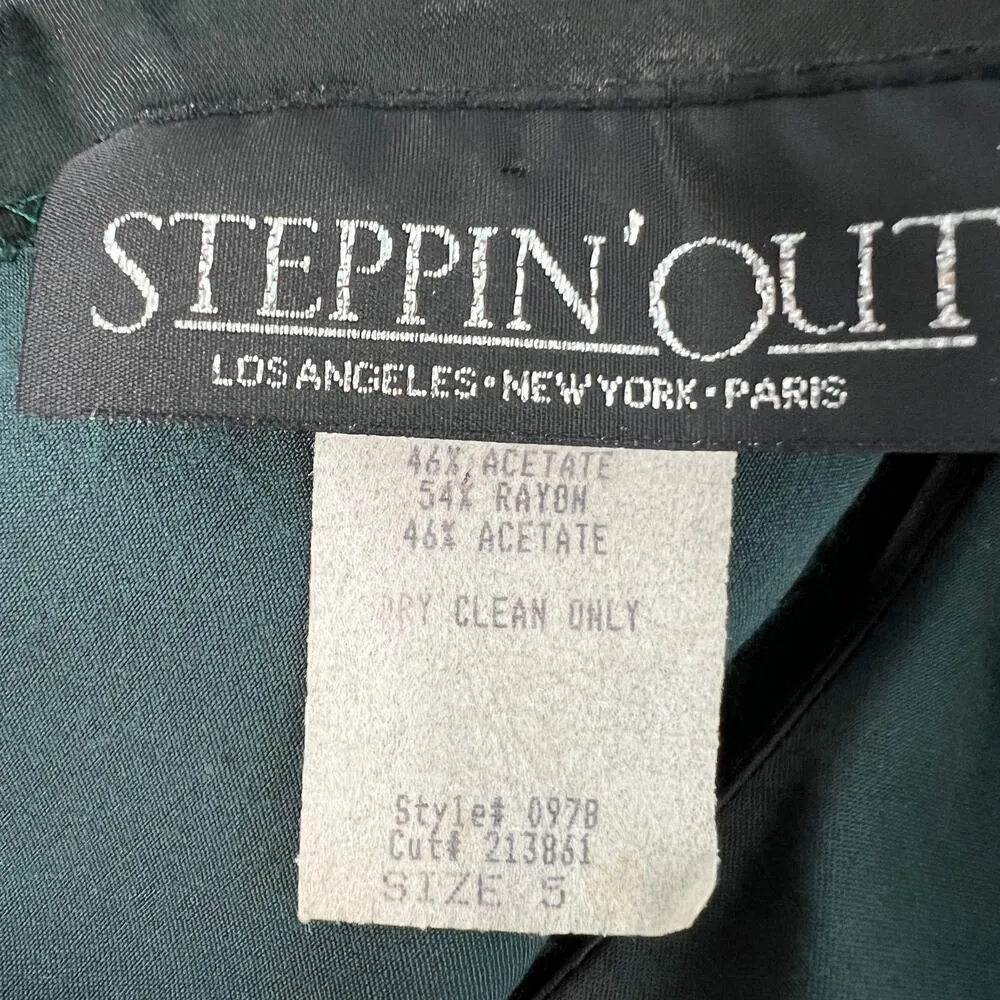 STEPPIN' OUT
LOS ANGELES • NEW YORK • PARIS
46% ACETATE
54% RAYON
46% ACETATE
DRY CLEAN ONLY
Style# 097B
Cut# 213861
SIZE 5